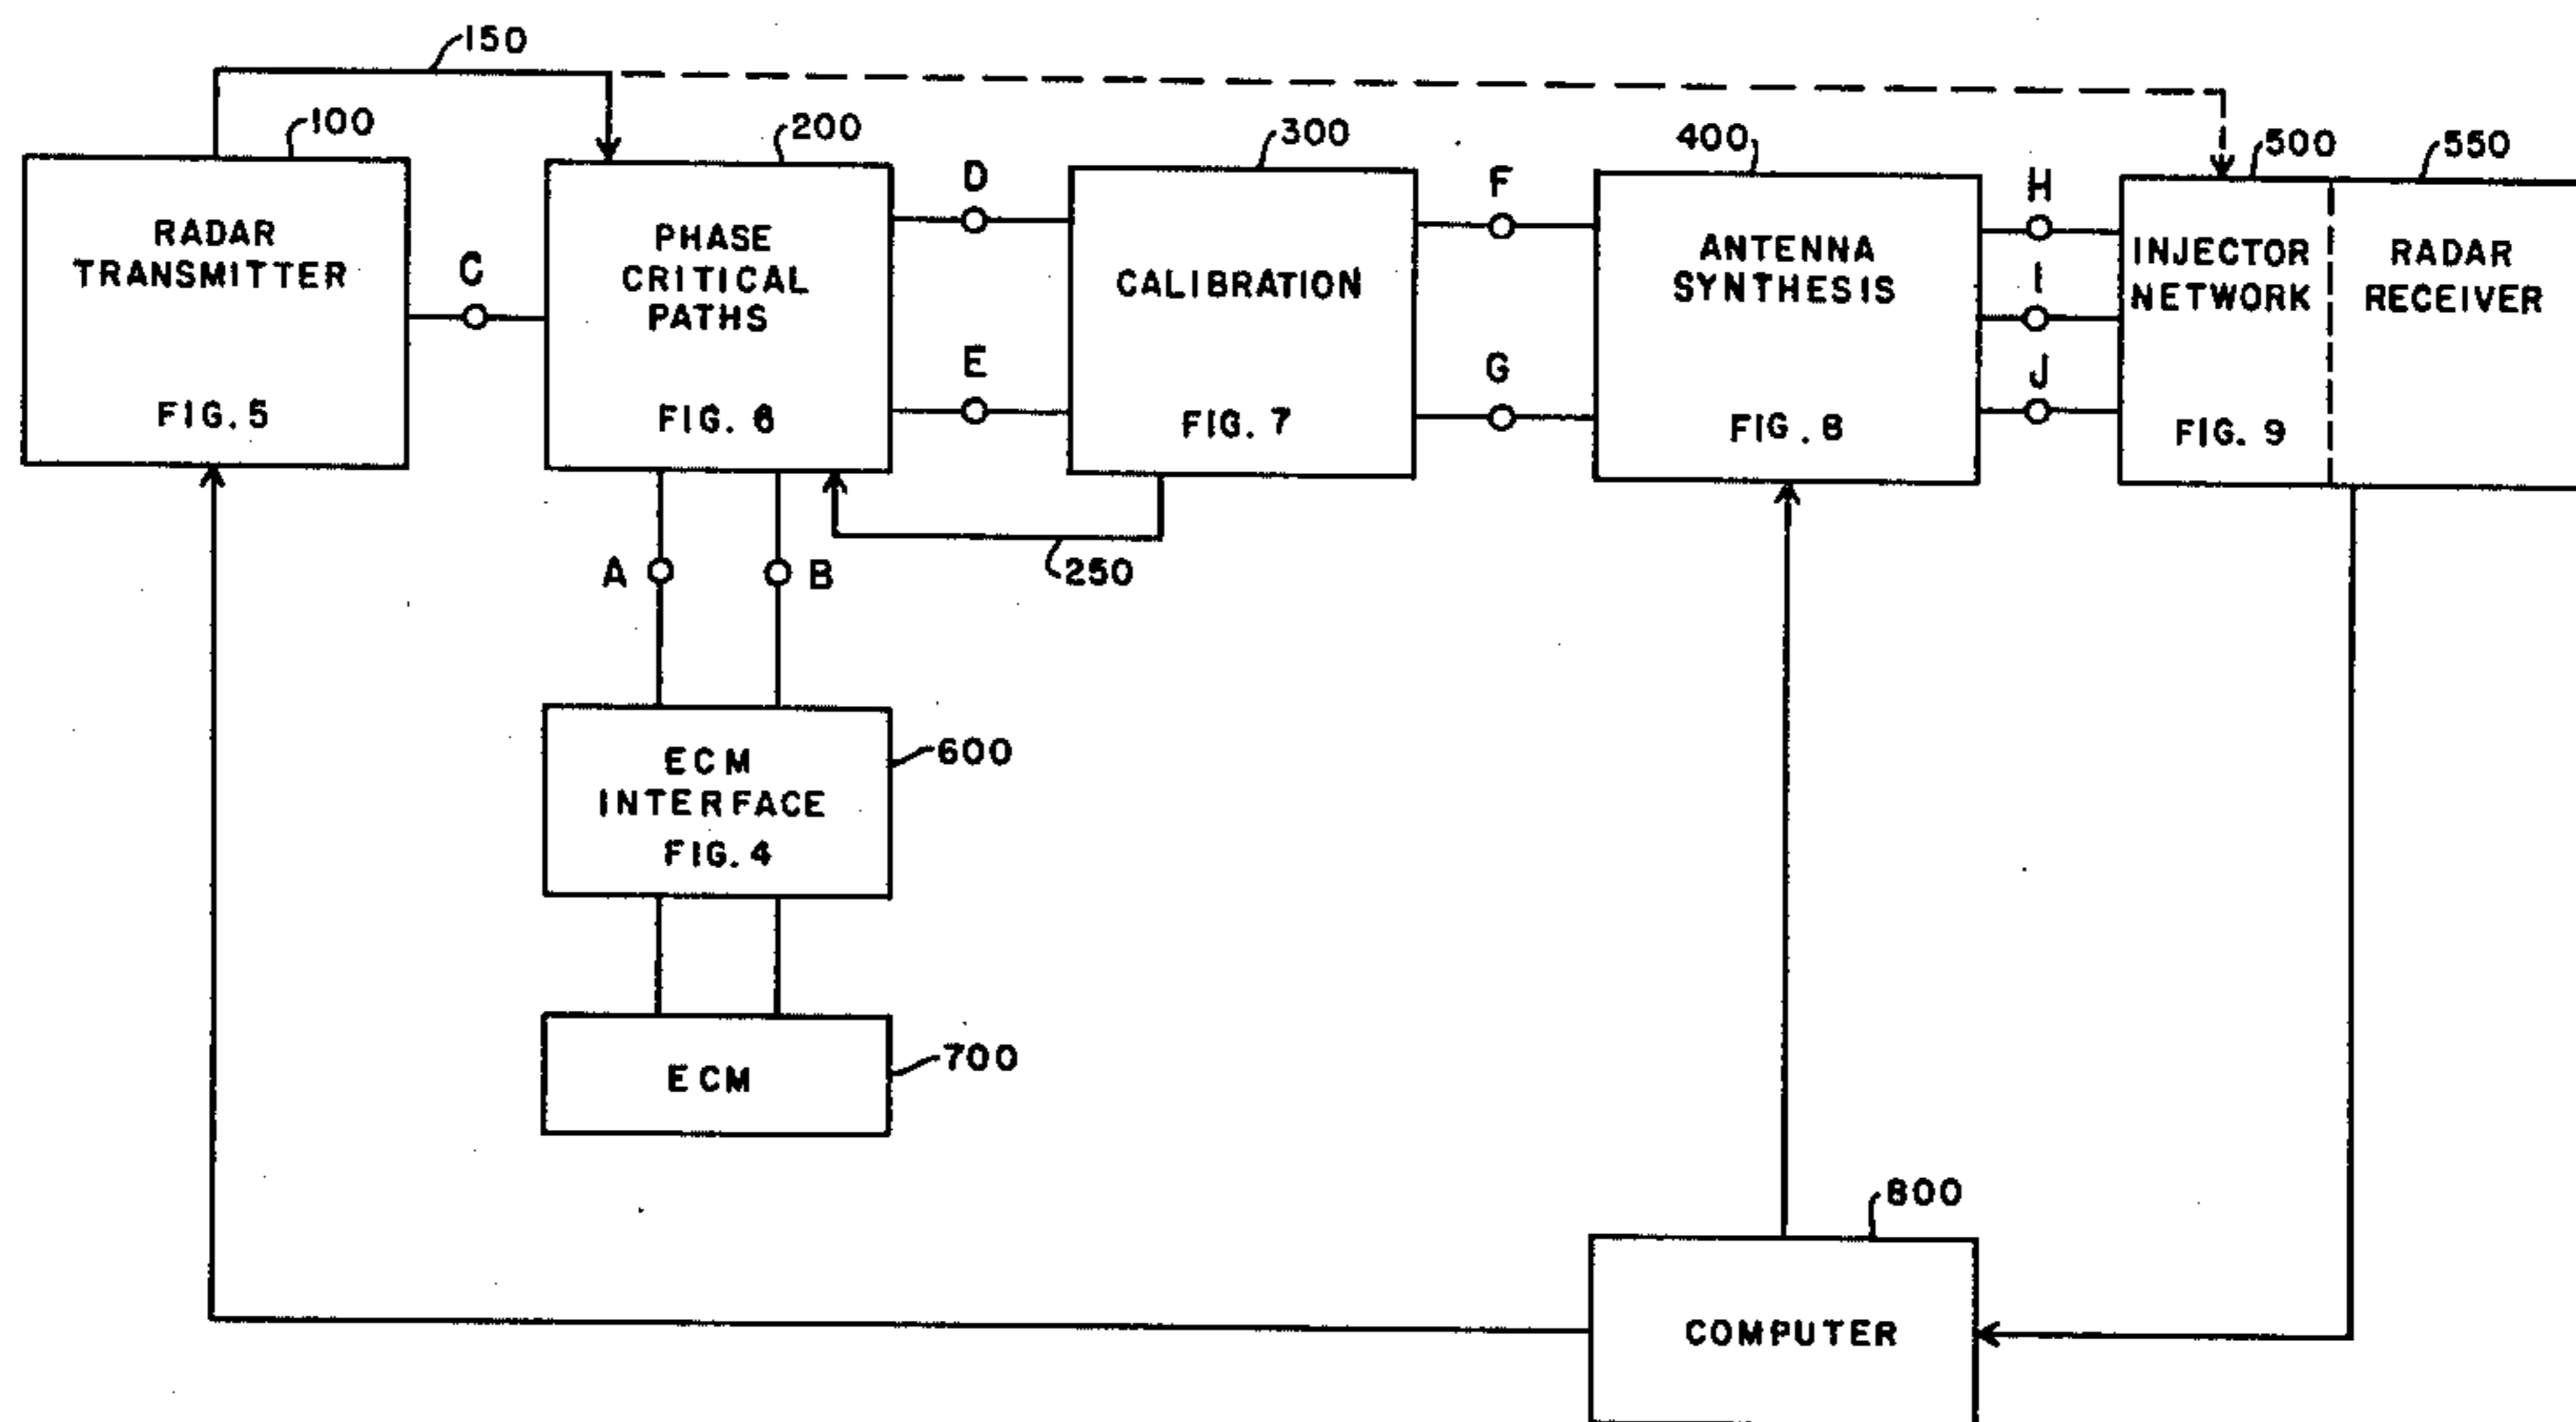 150
100
200
300
400
500
550
RADAR
TRANSMITTER
FIG. 5
C
PHASE
CRITICAL
PATHS
FIG. 6
D
E
CALIBRATION
FIG. 7
F
G
ANTENNA
SYNTHESIS
FIG. 8
H
I
J
INJECTOR
NETWORK
FIG. 9
RADAR
RECEIVER
250
A
B
ECM
INTERFACE
FIG. 4
600
ECM
700
800
COMPUTER